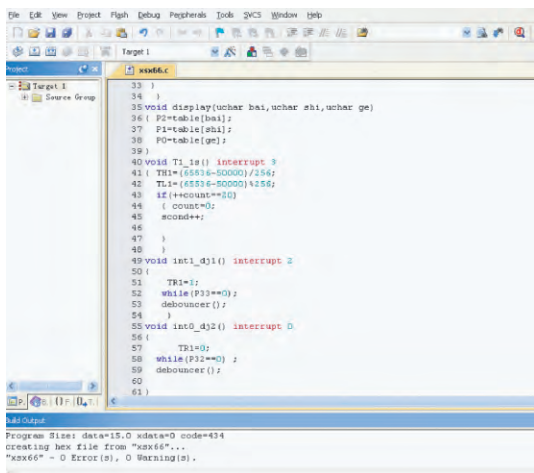 File Edit View Project Flash Debug Peripherals Tools SVCS Window Help
Target 1
Project
xsx66.c
Target 1
Source Group
33 }
34 }
35 void display(uchar bai,uchar shi,uchar ge)
36 { P2=table[bai];
37 P1=table[shi];
38 P0=table[ge];
39 }
40 void T1_1s() interrupt 3
41 { TH1=(65536-50000)/256;
42 TL1=(65536-50000)%256;
43 if(++count==20)
44 { count=0;
45 scond++;
46
47 }
48 }
49 void int1_dj1() interrupt 2
50 {
51 TR1=1;
52 while(P33==0);
53 debouncer();
54 }
55 void int0_dj2() interrupt 0
56 {
57 TR1=0;
58 while(P32==0) ;
59 debouncer();
60
61 }
Build Output
Program Size: data=15.0 xdata=0 code=434
creating hex file from "xsx66"...
"xsx66" - 0 Error(s), 0 Warning(s).